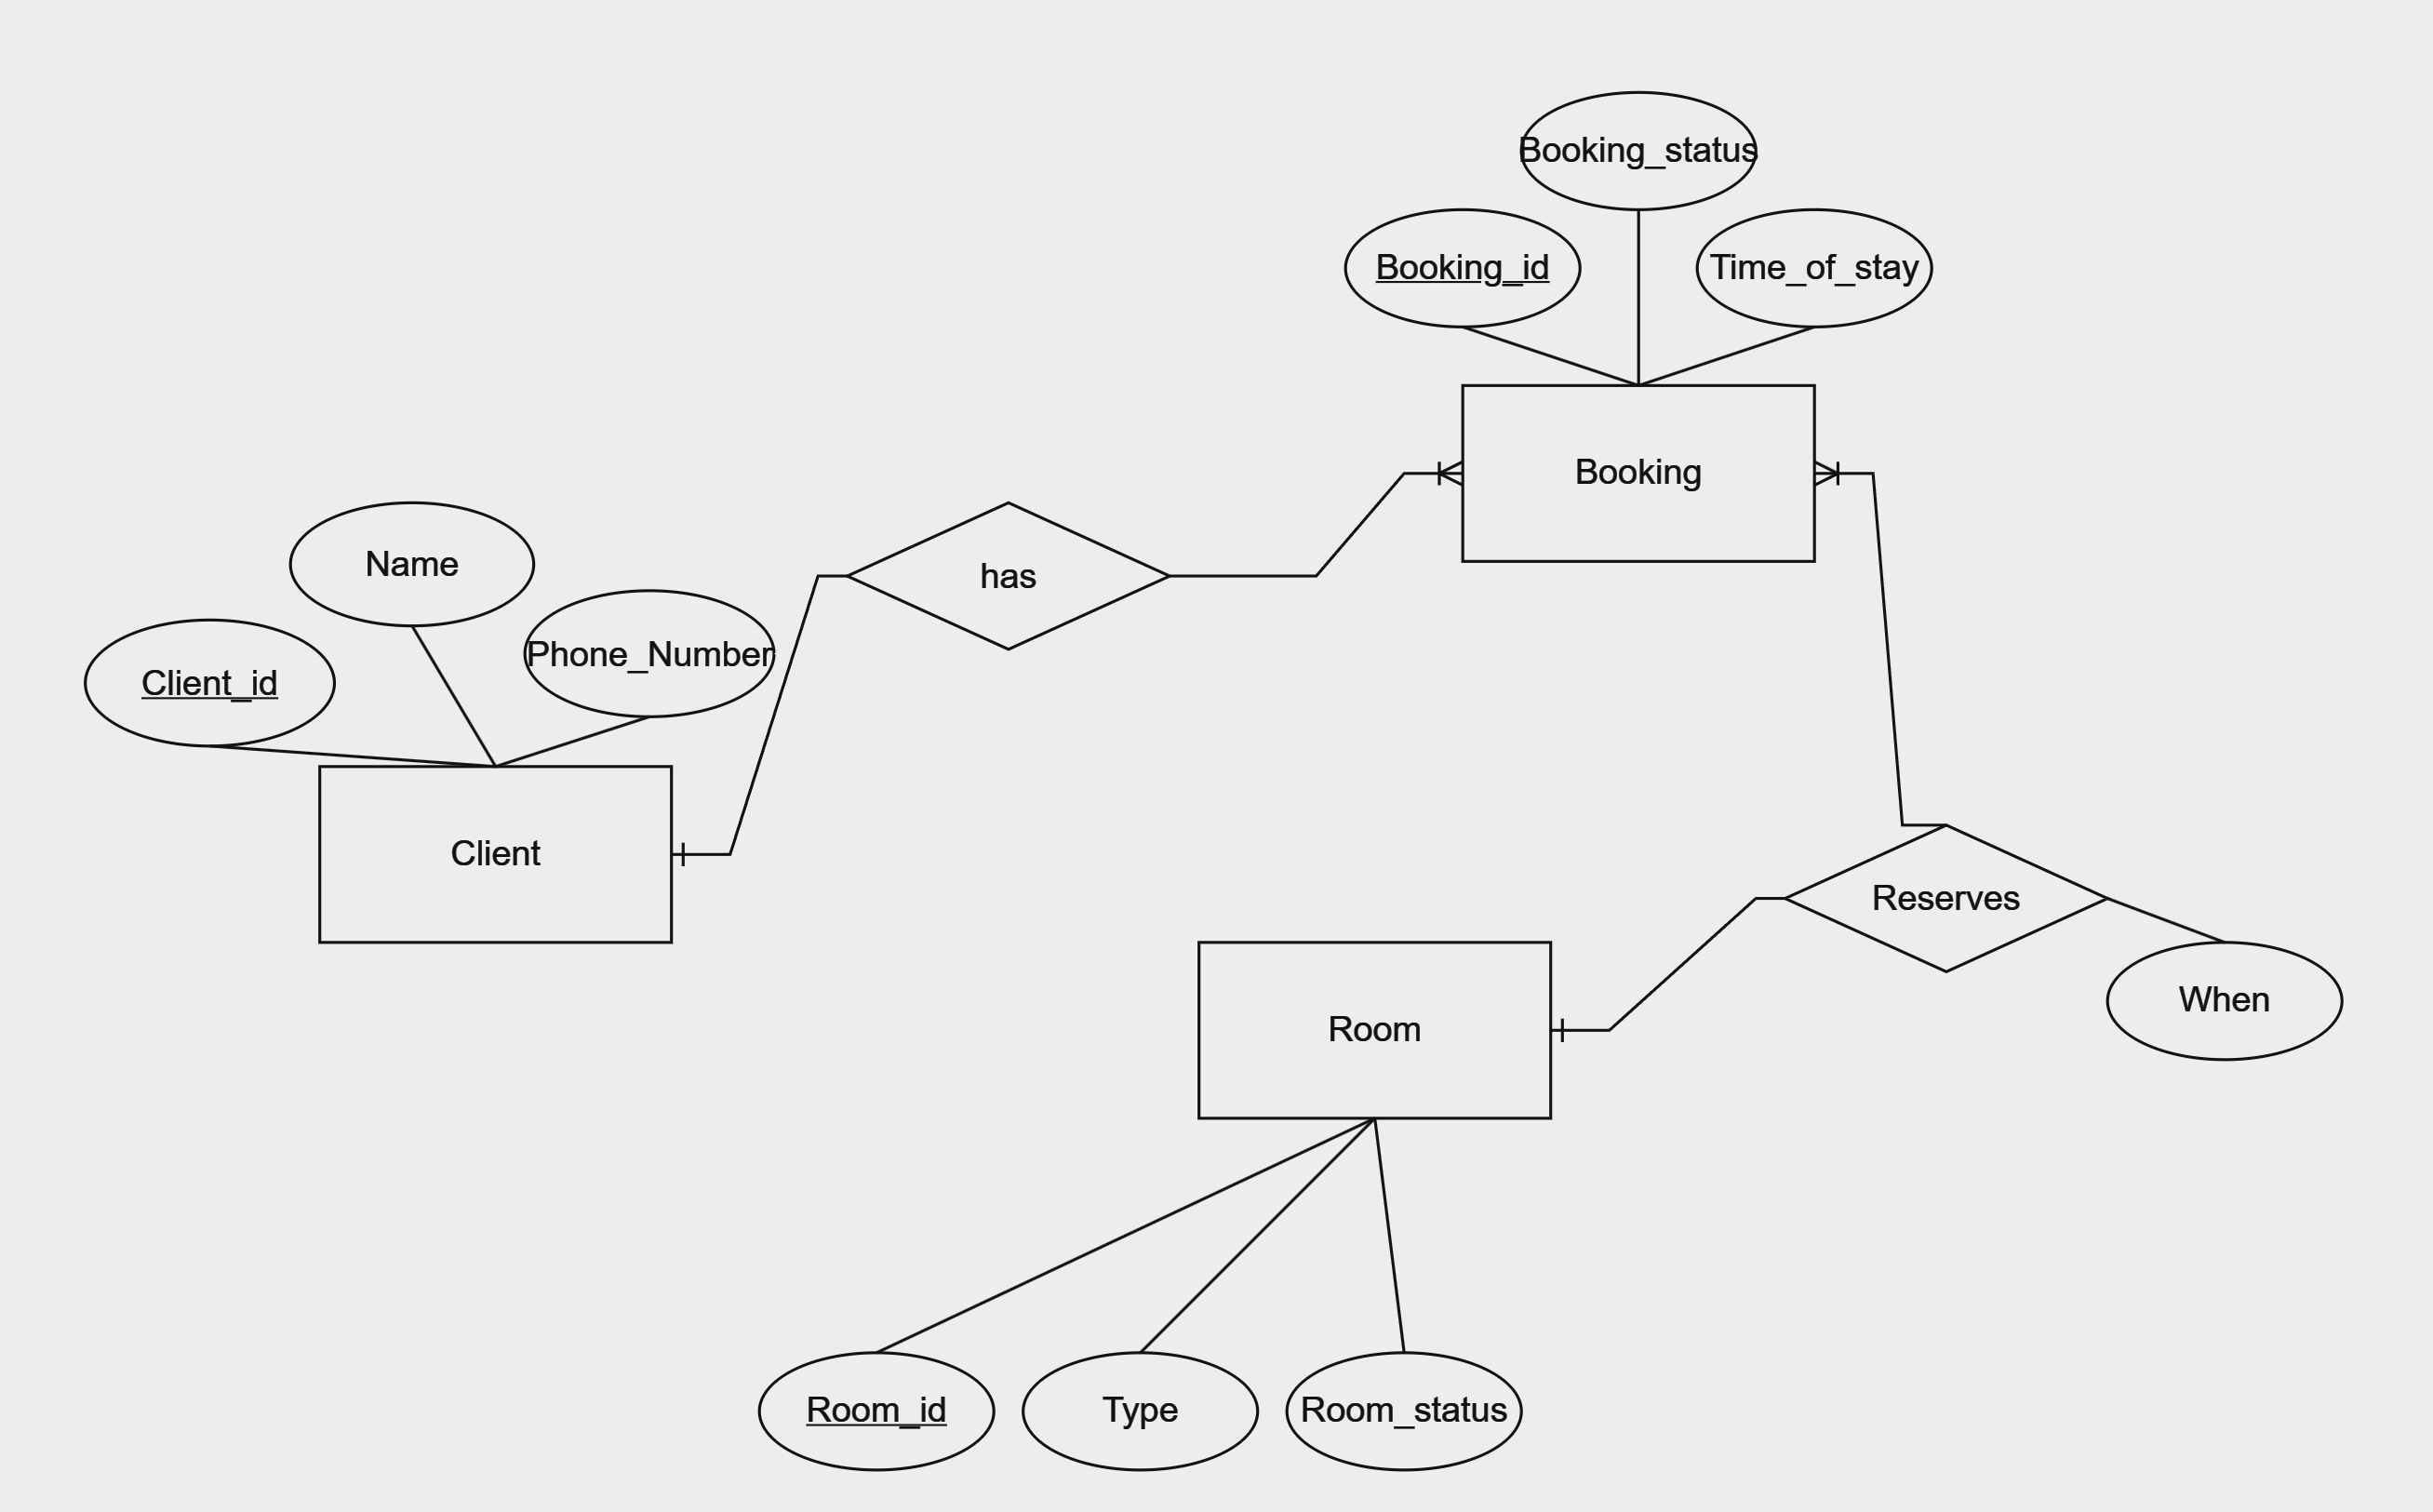 Booking_status
Booking_id
Time_of_stay
Booking
Name
has
Phone_Number
Client_id
Client
Reserves
When
Room
Room_id
Type
Room_status